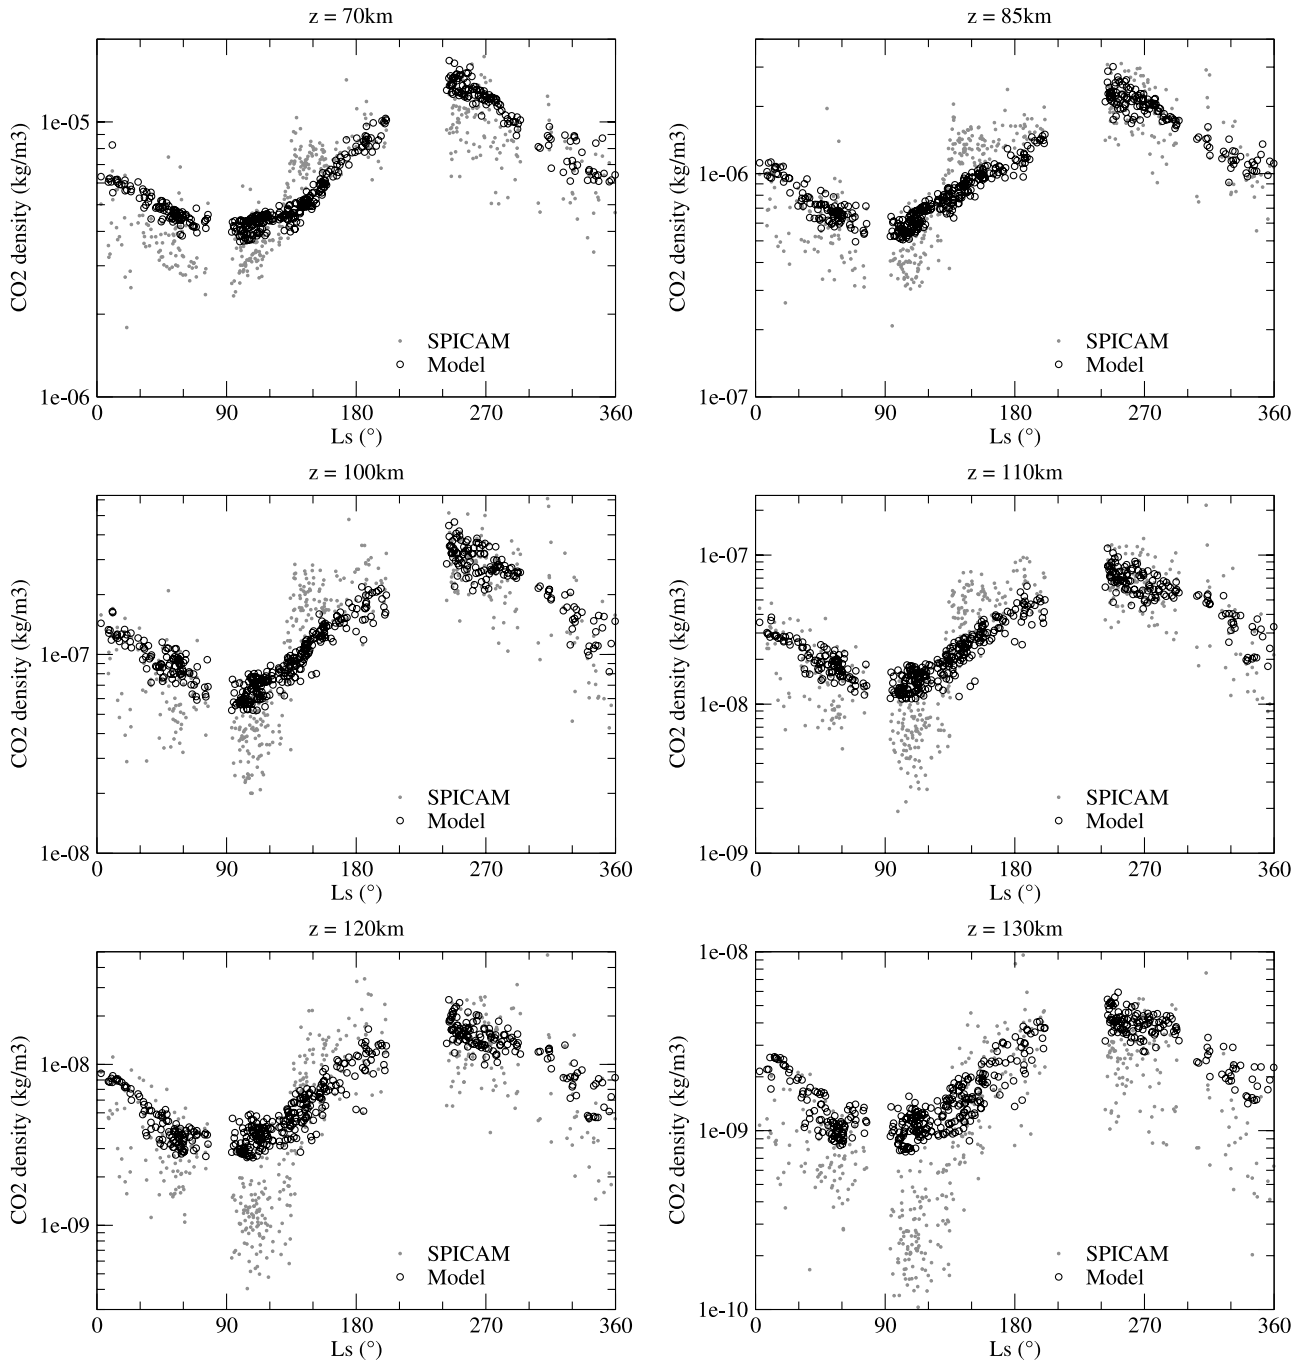 z = 70km
CO2 density (kg/m3)
1e-05
1e-06
SPICAM
Model
0 90 180 270 360
Ls (°)
z = 85km
CO2 density (kg/m3)
1e-06
1e-07
SPICAM
Model
0 90 180 270 360
Ls (°)
z = 100km
CO2 density (kg/m3)
1e-07
1e-08
SPICAM
Model
0 90 180 270 360
Ls (°)
z = 110km
CO2 density (kg/m3)
1e-07
1e-08
1e-09
SPICAM
Model
0 90 180 270 360
Ls (°)
z = 120km
CO2 density (kg/m3)
1e-08
1e-09
SPICAM
Model
0 90 180 270 360
Ls (°)
z = 130km
CO2 density (kg/m3)
1e-08
1e-09
1e-10
SPICAM
Model
0 90 180 270 360
Ls (°)